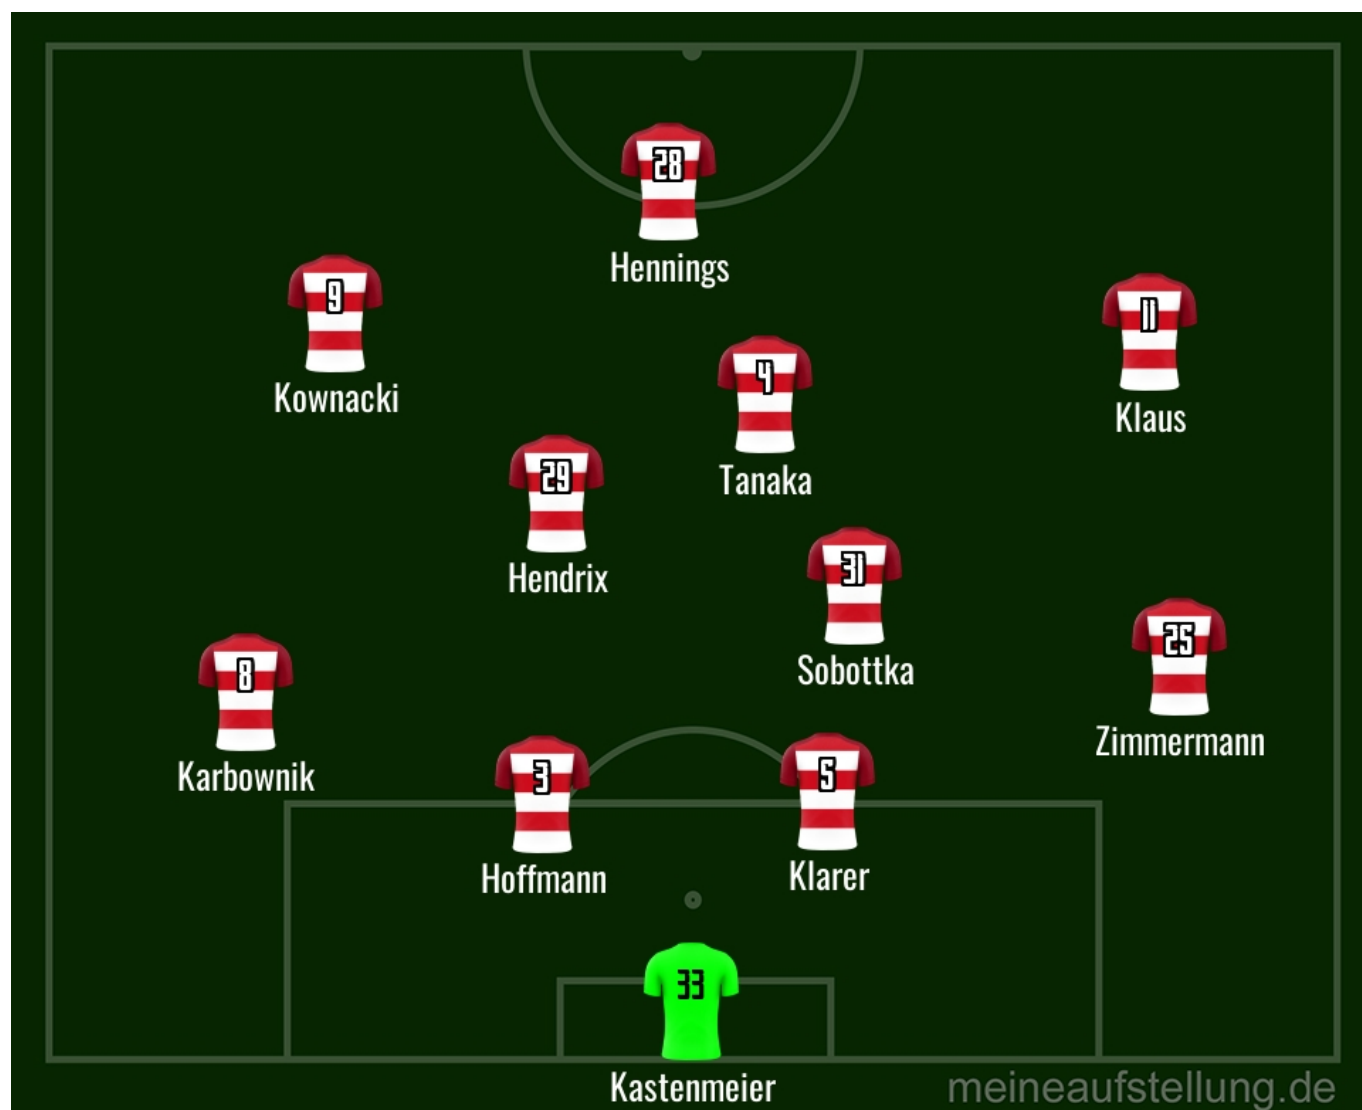 28
Hennings
9
Kownacki
11
Klaus
4
Tanaka
29
Hendrix
31
Sobottka
25
Zimmermann
8
Karbownik
3
Hoffmann
5
Klarer
33
Kastenmeier
meineaufstellung.de